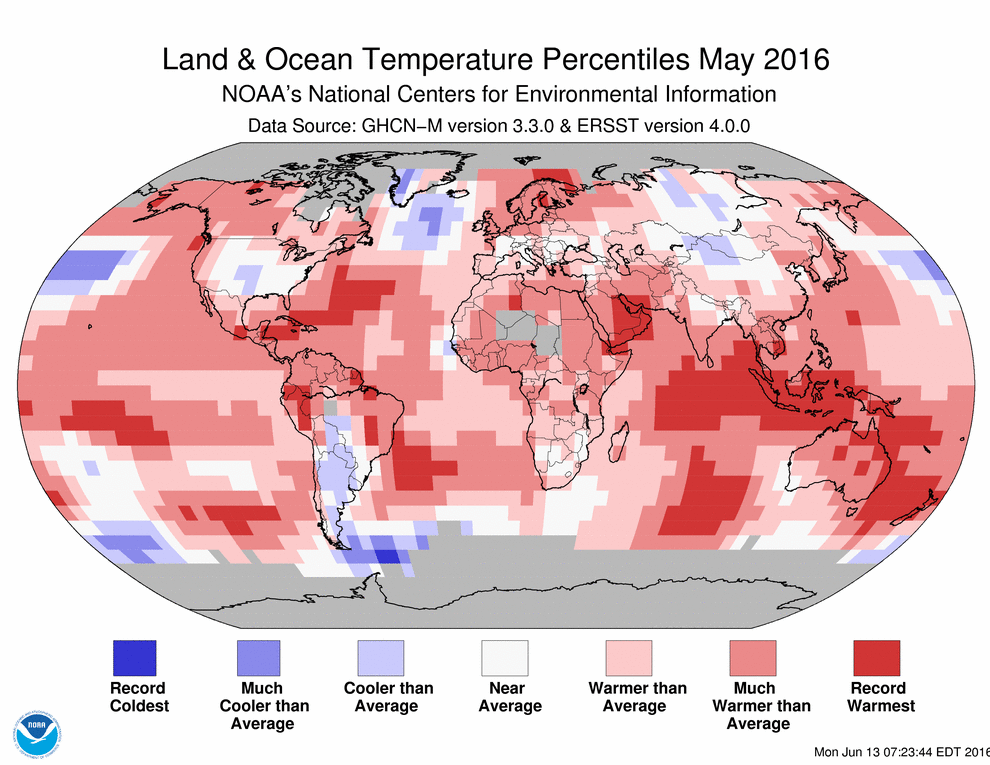 Land & Ocean Temperature Percentiles May 2016
NOAA's National Centers for Environmental Information
Data Source: GHCN−M version 3.3.0 & ERSST version 4.0.0
Record
Coldest
Much
Cooler than
Average
Cooler than
Average
Near
Average
Warmer than
Average
Much
Warmer than
Average
Record
Warmest
NOAA
Mon Jun 13 07:23:44 EDT 2016